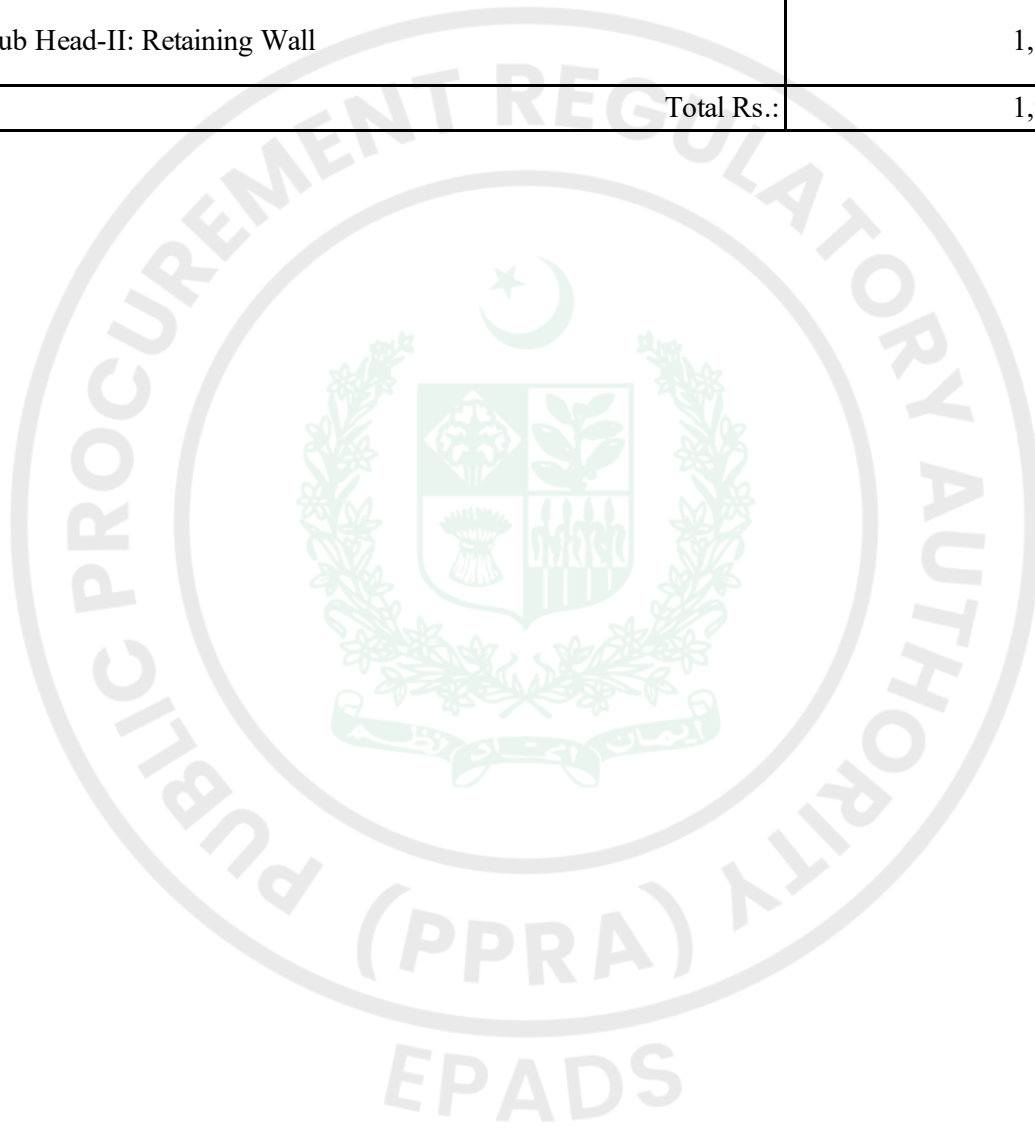 ub Head-II: Retaining Wall 1,
Total Rs.: 1,
PUBLIC PROCUREMENT REGULATORY AUTHORITY
(PPRA)
EPADS